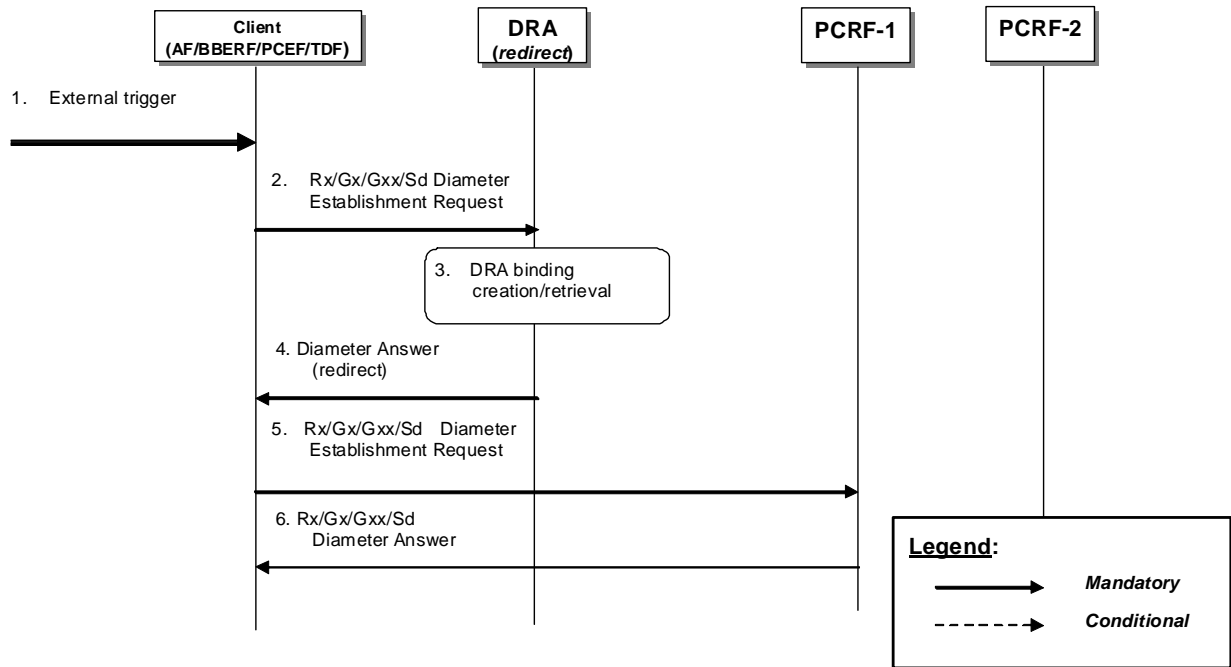 Client
(AF/BBERF/PCEF/TDF)
DRA
(redirect)
PCRF-1
PCRF-2
1. External trigger
2. Rx/Gx/Gxx/Sd Diameter
Establishment Request
3. DRA binding
creation/retrieval
4. Diameter Answer
(redirect)
5. Rx/Gx/Gxx/Sd Diameter
Establishment Request
6. Rx/Gx/Gxx/Sd
Diameter Answer
Legend:
Mandatory
Conditional